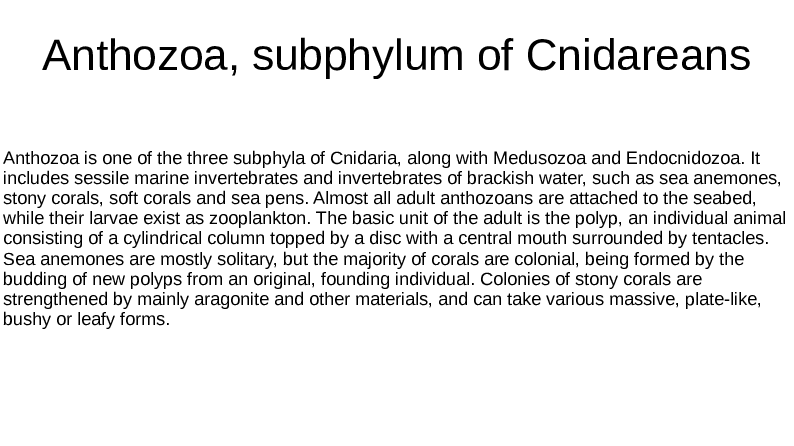 Anthozoa, subphylum of Cnidareans
Anthozoa is one of the three subphyla of Cnidaria, along with Medusozoa and Endocnidozoa. It
includes sessile marine invertebrates and invertebrates of brackish water, such as sea anemones,
stony corals, soft corals and sea pens. Almost all adult anthozoans are attached to the seabed,
while their larvae exist as zooplankton. The basic unit of the adult is the polyp, an individual animal
consisting of a cylindrical column topped by a disc with a central mouth surrounded by tentacles.
Sea anemones are mostly solitary, but the majority of corals are colonial, being formed by the
budding of new polyps from an original, founding individual. Colonies of stony corals are
strengthened by mainly aragonite and other materials, and can take various massive, plate-like,
bushy or leafy forms.